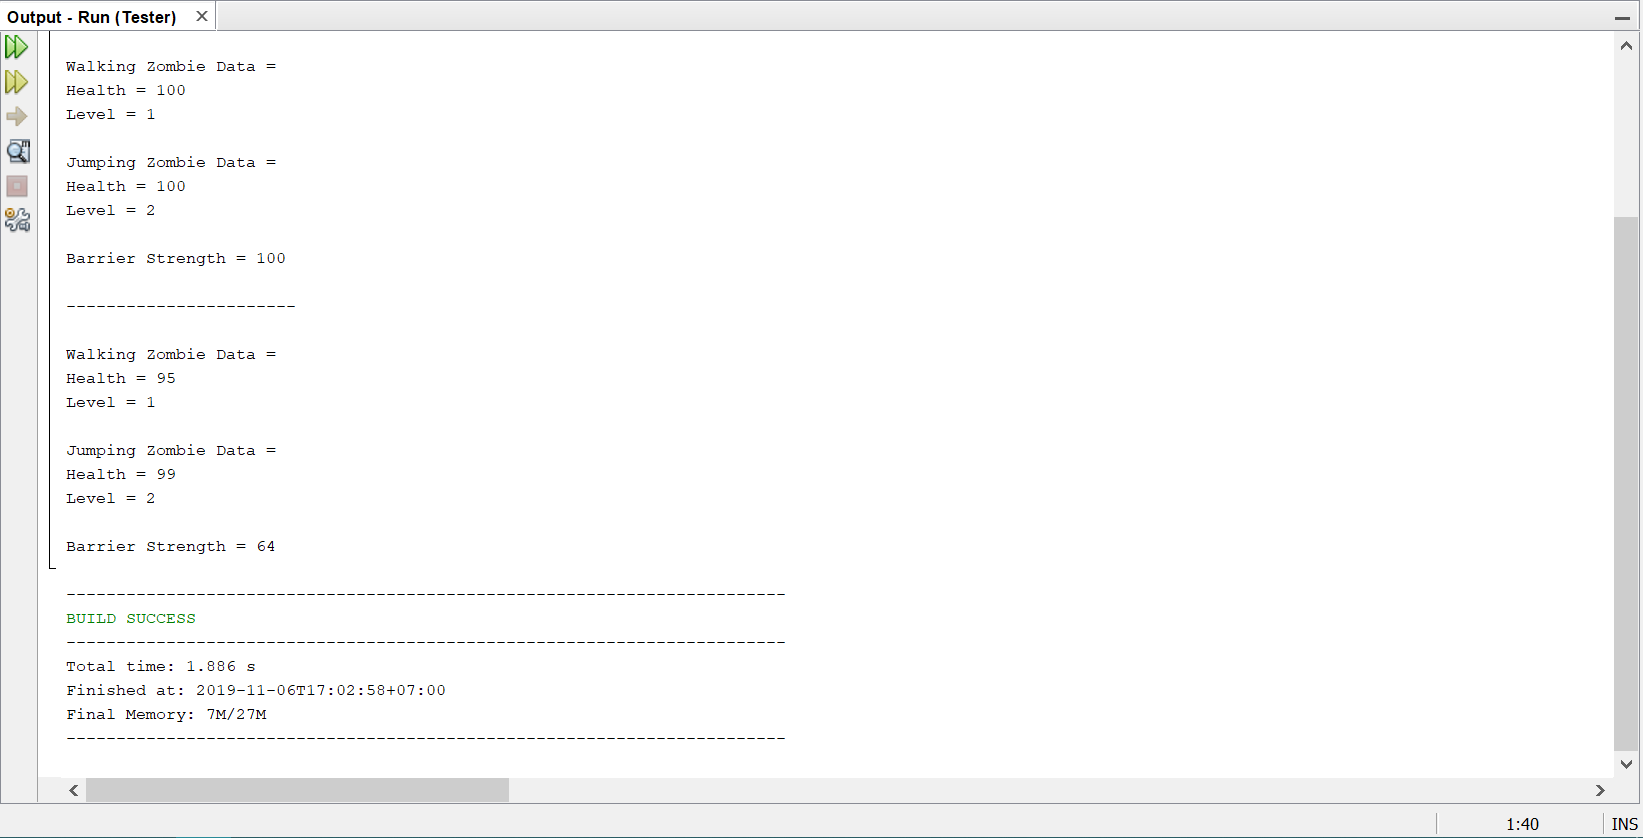 Output - Run (Tester)
Walking Zombie Data =
Health = 100
Level = 1
Jumping Zombie Data =
Health = 100
Level = 2
Barrier Strength = 100
-----------------------
Walking Zombie Data =
Health = 95
Level = 1
Jumping Zombie Data =
Health = 99
Level = 2
Barrier Strength = 64
------------------------------------------------------------------------
BUILD SUCCESS
------------------------------------------------------------------------
Total time: 1.886 s
Finished at: 2019-11-06T17:02:58+07:00
Final Memory: 7M/27M
------------------------------------------------------------------------
1:40 INS